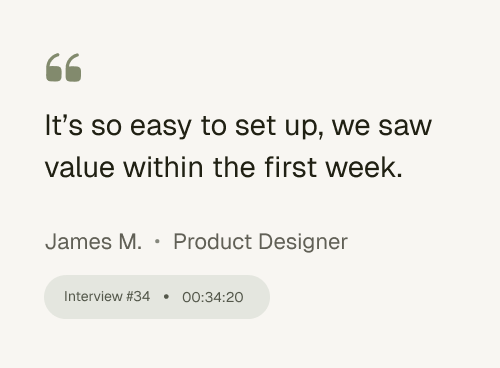 “
It’s so easy to set up, we saw
value within the first week.
James M. • Product Designer
Interview #34 • 00:34:20